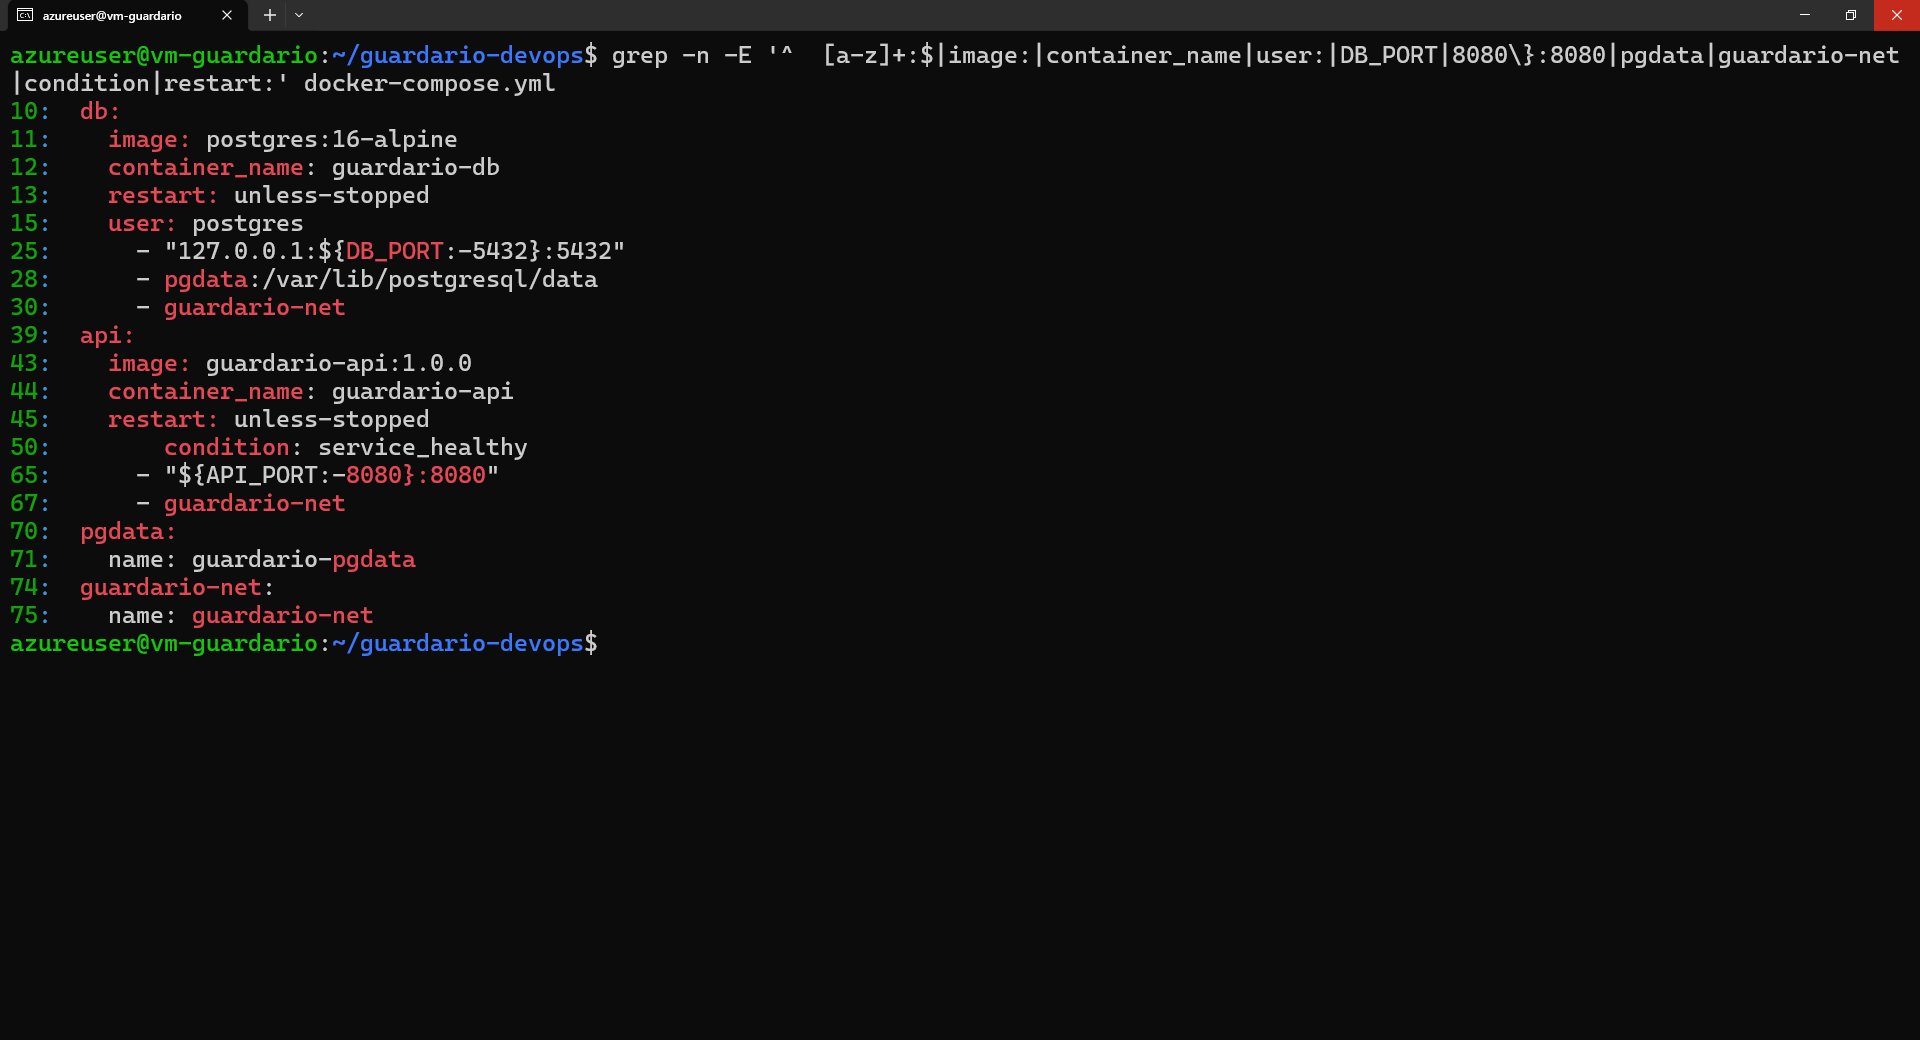 azureuser@vm-guardario
azureuser@vm-guardario:~/guardario-devops$ grep -n -E '^  [a-z]+:$|image:|container_name|user:|DB_PORT|8080\}:8080|pgdata|guardario-net
|condition|restart:' docker-compose.yml
10:  db:
11:    image: postgres:16-alpine
12:    container_name: guardario-db
13:    restart: unless-stopped
15:    user: postgres
25:      - "127.0.0.1:${DB_PORT:-5432}:5432"
28:      - pgdata:/var/lib/postgresql/data
30:      - guardario-net
39:  api:
43:    image: guardario-api:1.0.0
44:    container_name: guardario-api
45:    restart: unless-stopped
50:        condition: service_healthy
65:      - "${API_PORT:-8080}:8080"
67:      - guardario-net
70:  pgdata:
71:    name: guardario-pgdata
74:  guardario-net:
75:    name: guardario-net
azureuser@vm-guardario:~/guardario-devops$